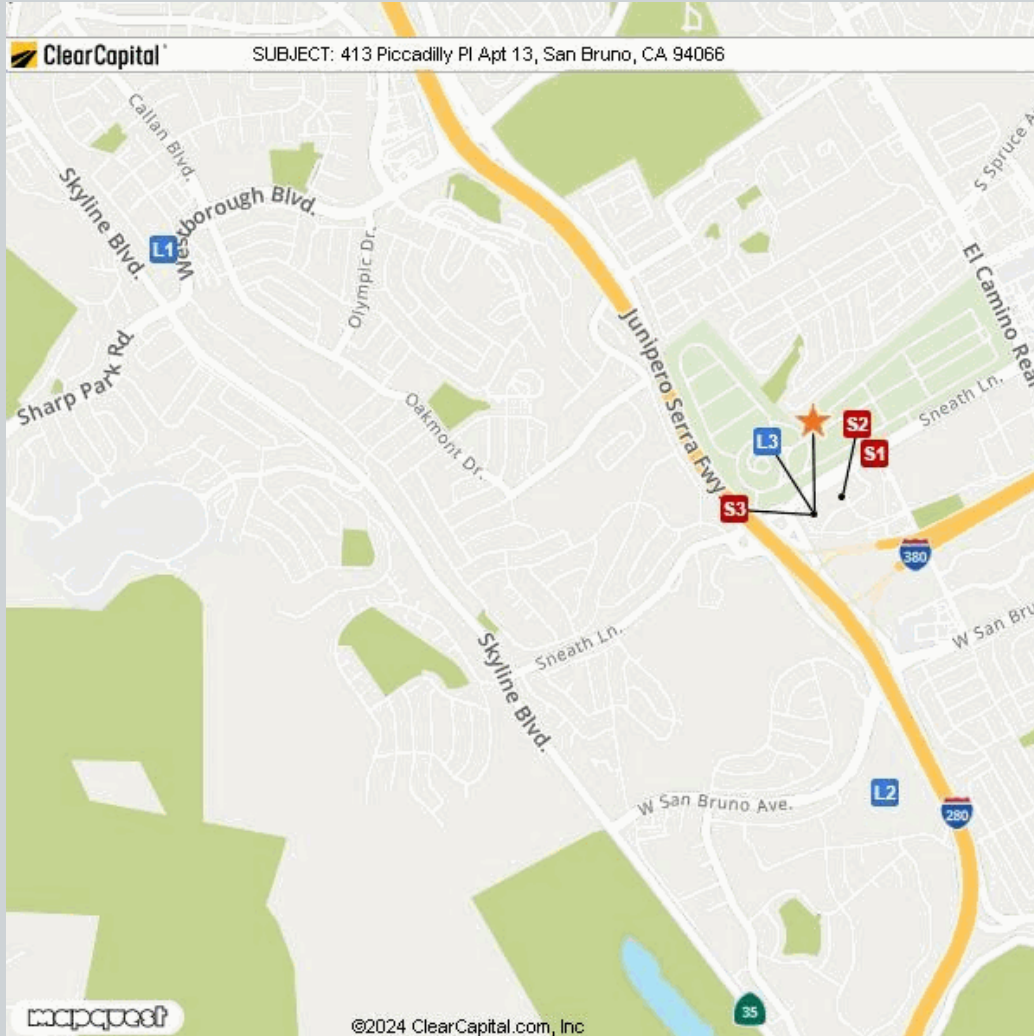 ClearCapital
SUBJECT: 413 Piccadilly Pl Apt 13, San Bruno, CA 94066
Callan Blvd.
S Spruce A
Skyline Blvd.
Westborough Blvd.
L1
Olympic Dr.
El Camino Real
Junipero Serra Fwy
Sharp Park Rd
Oakmont Dr.
Sneath Ln.
S2
L3
S1
S3
380
Sneath Ln.
W San Bru
Skyline Blvd.
W San Bruno Ave.
L2
280
35
mapquest
©2024 ClearCapital.com, Inc